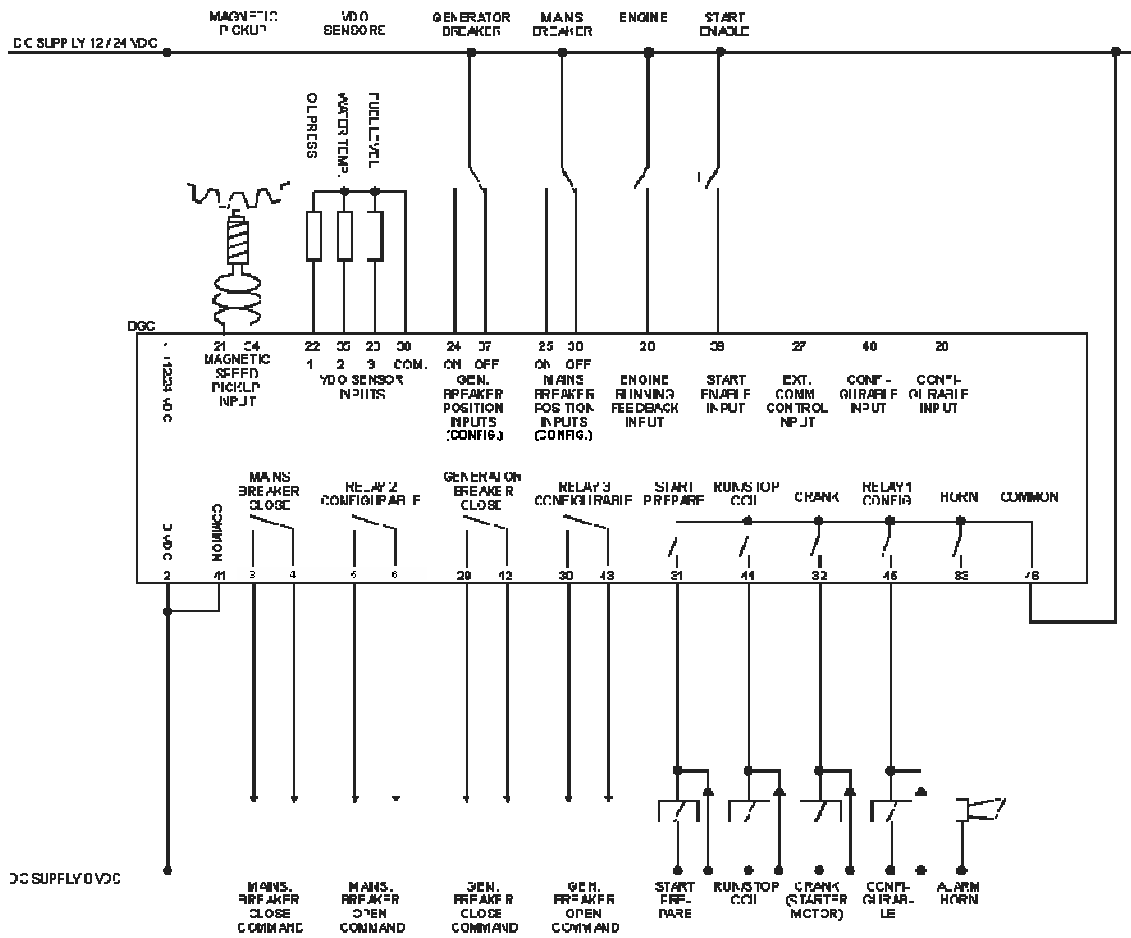 MAGNETIC
PICKUP
VDO
SENSORS
GENERATOR
BREAKER
MAINS
BREAKER
ENGINE
START
ENABLE
DC SUPPLY 12 / 24 VDC
OIL PRESS
WATER TEMP.
FUEL LEVEL
DGC
1
21
34
22
23
24
37
25
20
27
40
+12/24 VDC
MAGNETIC
SPEED
PICKUP
INPUT
1 2 3 COM.
VDO SENSOR
INPUTS
ON OFF
GEN.
BREAKER
POSITION
INPUTS
(CONFIG.)
ON OFF
MAINS
BREAKER
POSITION
INPUTS
(CONFIG.)
ENGINE
RUNNING
FEEDBACK
INPUT
START
ENABLE
INPUT
EXT.
COMM
CONTROL
INPUT
CONFI-
GURABLE
INPUT
CONFI-
GURABLE
INPUT
0 VDC
COMMON
MAINS
BREAKER
CLOSE
RELAY 2
CONFIGURABLE
GENERATOR
BREAKER
CLOSE
RELAY 3
CONFIGURABLE
START
PREPARE
RUN/STOP
COIL
CRANK
RELAY 1
CONFIG
HORN
COMMON
2
41
3
4
5
6
29
12
30
43
31
44
32
45
33
46
DC SUPPLY 0 VDC
MAINS.
BREAKER
CLOSE
COMMAND
MAINS.
BREAKER
OPEN
COMMAND
GEN.
BREAKER
CLOSE
COMMAND
GEN.
BREAKER
OPEN
COMMAND
START
PRE-
PARE
RUN/STOP
COIL
CRANK
(STARTER
MOTOR)
CONFI-
GURAB-
LE
ALARM
HORN